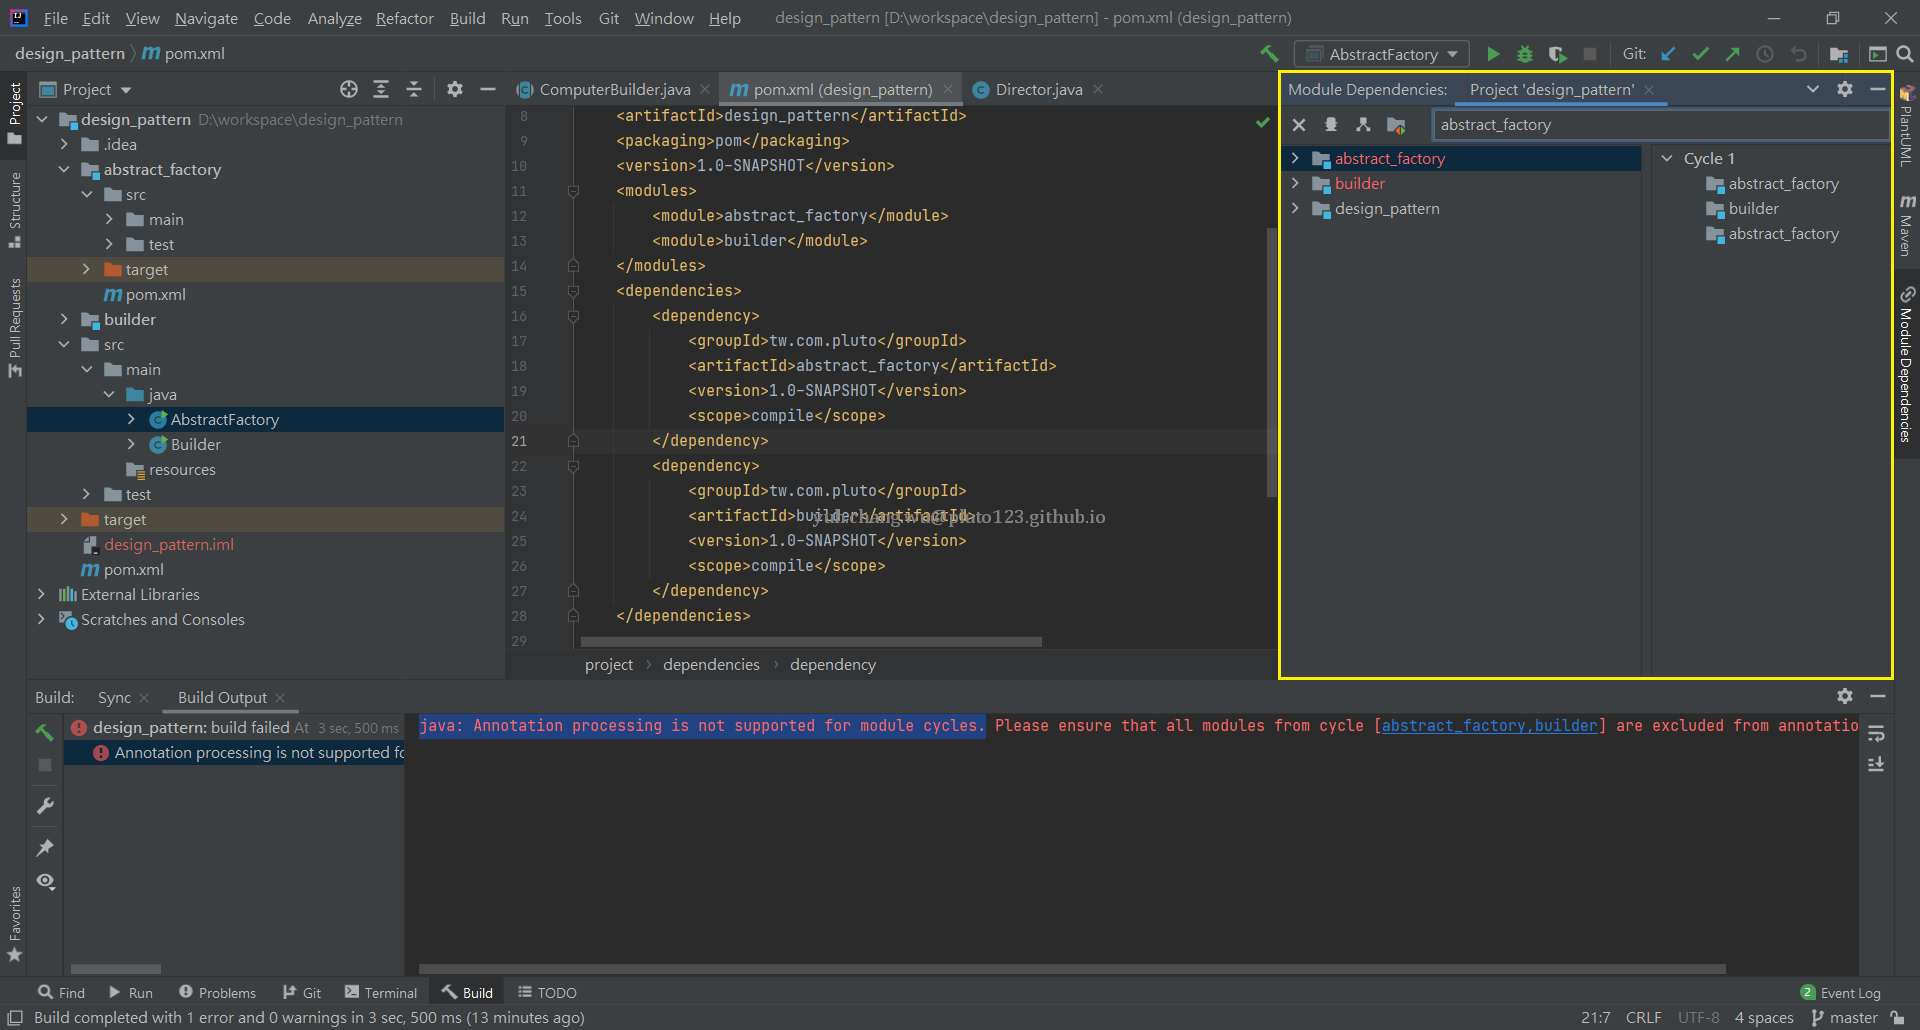 File Edit View Navigate Code Analyze Refactor Build Run Tools Git Window Help design_pattern [D:\workspace\design_pattern] - pom.xml (design_pattern)
design_pattern pom.xml AbstractFactory Git:
Project
Structure
Pull Requests
Favorites
Project
design_pattern D:\workspace\design_pattern
.idea
abstract_factory
src
main
test
target
pom.xml
builder
src
main
java
AbstractFactory
Builder
resources
test
target
design_pattern.iml
pom.xml
External Libraries
Scratches and Consoles
ComputerBuilder.java pom.xml (design_pattern) Director.java
8 <artifactId>design_pattern</artifactId>
9 <packaging>pom</packaging>
10 <version>1.0-SNAPSHOT</version>
11 <modules>
12 <module>abstract_factory</module>
13 <module>builder</module>
14 </modules>
15 <dependencies>
16 <dependency>
17 <groupId>tw.com.pluto</groupId>
18 <artifactId>abstract_factory</artifactId>
19 <version>1.0-SNAPSHOT</version>
20 <scope>compile</scope>
21 </dependency>
22 <dependency>
23 <groupId>tw.com.pluto</groupId>
24 <artifactId>builder</artifactId>
25 <version>1.0-SNAPSHOT</version>
26 <scope>compile</scope>
27 </dependency>
28 </dependencies>
29
project dependencies dependency
Module Dependencies: Project 'design_pattern'
abstract_factory
abstract_factory
builder
design_pattern
Cycle 1
abstract_factory
builder
abstract_factory
PlantUML
Maven
Module Dependencies
Build: Sync Build Output
design_pattern: build failed At 3 sec, 500 ms
Annotation processing is not supported fo
java: Annotation processing is not supported for module cycles. Please ensure that all modules from cycle [abstract_factory,builder] are excluded from annotatio
Find Run Problems Git Terminal Build TODO 2 Event Log
Build completed with 1 error and 0 warnings in 3 sec, 500 ms (13 minutes ago) 21:7 CRLF UTF-8 4 spaces master